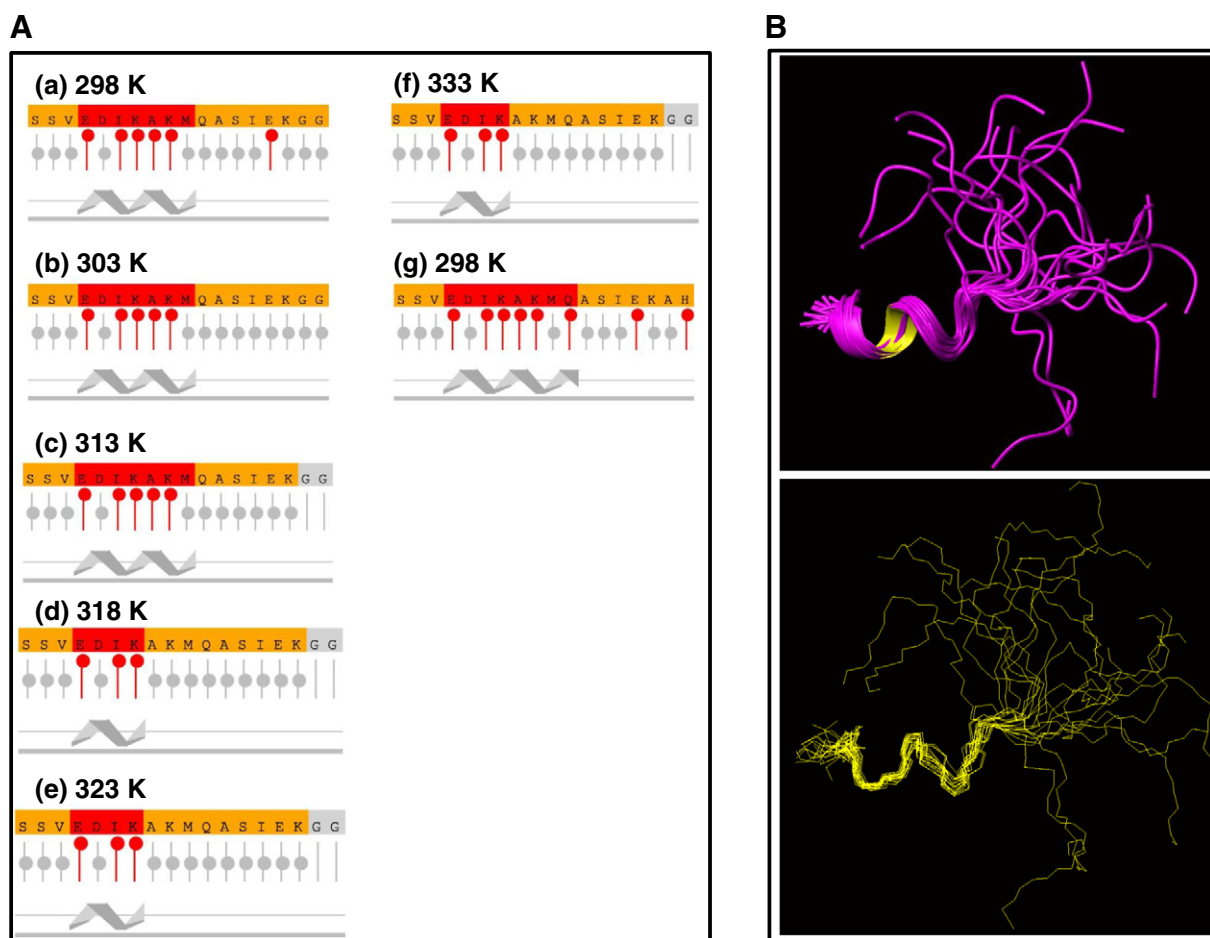 A
B
(a) 298 K
S S V E D I K A K M Q A S I E K G G
(b) 303 K
S S V E D I K A K M Q A S I E K G G
(c) 313 K
S S V E D I K A K M Q A S I E K G G
(d) 318 K
S S V E D I K A K M Q A S I E K G G
(e) 323 K
S S V E D I K A K M Q A S I E K G G
(f) 333 K
S S V E D I K A K M Q A S I E K G G
(g) 298 K
S S V E D I K A K M Q A S I E K A H